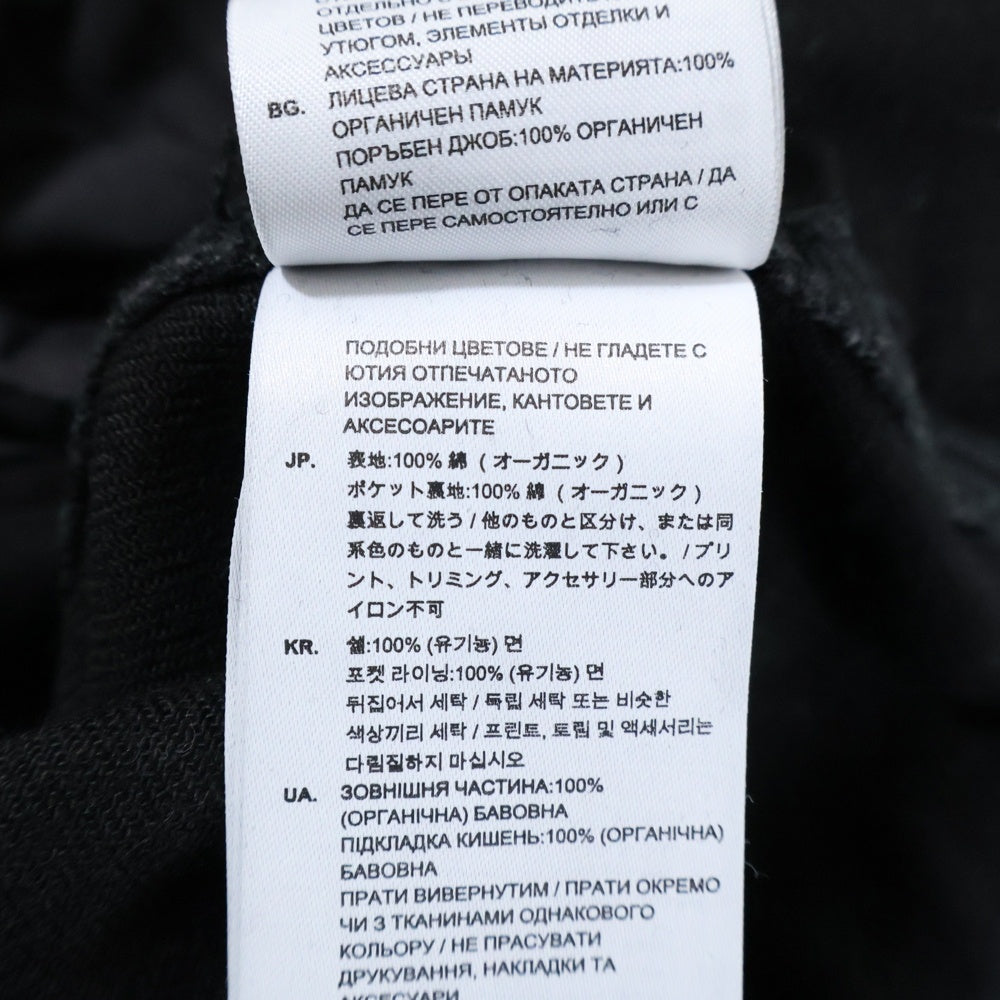 ОТДЕЛЬНО
ЦВЕТОВ / НЕ ПЕРЕВОДИТЬ
УТЮГОМ, ЭЛЕМЕНТЫ ОТДЕЛКИ И
АКСЕССУАРЫ
BG. ЛИЦЕВА СТРАНА НА МАТЕРИЯТА:100%
ОРГАНИЧЕН ПАМУК
ПОРЪБЕН ДЖОБ:100% ОРГАНИЧЕН
ПАМУК
ДА СЕ ПЕРЕ ОТ ОПАКАТА СТРАНА / ДА
СЕ ПЕРЕ САМОСТОЯТЕЛНО ИЛИ С
ПОДОБНИ ЦВЕТОВЕ / НЕ ГЛАДЕТЕ С
ЮТИЯ ОТПЕЧАТАНОТО
ИЗОБРАЖЕНИЕ, КАНТОВЕТЕ И
АКСЕСОАРИТЕ
JP. 表地:100% 綿 ( オーガニック )
ポケット裏地:100% 綿 ( オーガニック )
裏返して洗う / 他のものと区分け、または同
系色のものと一緒に洗濯して下さい。 / プリ
ント、トリミング、アクセサリー部分へのア
イロン不可
KR. 쉘:100% (유기농) 면
포켓 라이닝:100% (유기농) 면
뒤집어서 세탁 / 독립 세탁 또는 비슷한
색상끼리 세탁 / 프린트, 토림 및 액세서리는
다림질하지 마십시오
UA. ЗОВНІШНЯ ЧАСТИНА:100%
(ОРГАНІЧНА) БАВОВНА
ПІДКЛАДКА КИШЕНЬ:100% (ОРГАНІЧНА)
БАВОВНА
ПРАТИ ВИВЕРНУТИМ / ПРАТИ ОКРЕМО
ЧИ З ТКАНИНАМИ ОДНАКОВОГО
КОЛЬОРУ / НЕ ПРАСУВАТИ
ДРУКУВАННЯ, НАКЛАДКИ ТА
АКСЕСУАРИ